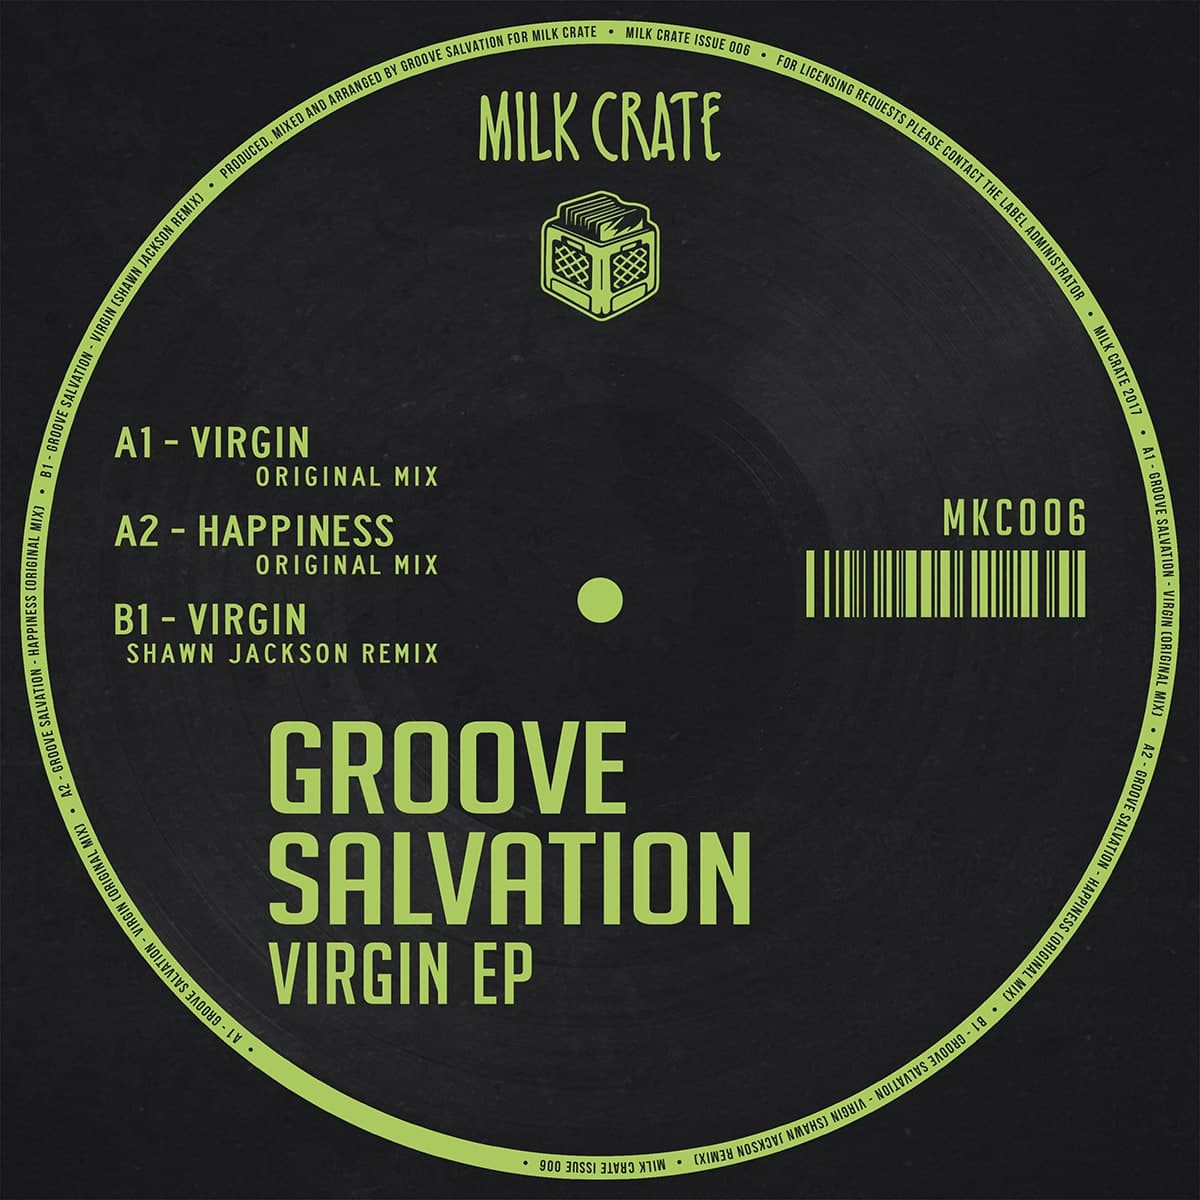 PRODUCED, MIXED AND ARRANGED BY GROOVE SALVATION FOR MILK CRATE • MILK CRATE ISSUE 006 • FOR LICENSING REQUESTS PLEASE CONTACT THE LABEL ADMINISTRATOR • MILK CRATE 2017 • A1 - GROOVE SALVATION - VIRGIN (ORIGINAL MIX) • A2 - GROOVE SALVATION - HAPPINESS (ORIGINAL MIX) • B1 - GROOVE SALVATION - VIRGIN (SHAWN JACKSON REMIX) • MILK CRATE ISSUE 006 •
• A1 - GROOVE SALVATION - VIRGIN (ORIGINAL MIX) • A2 - GROOVE SALVATION - HAPPINESS (ORIGINAL MIX) • B1 - GROOVE SALVATION - VIRGIN (SHAWN JACKSON REMIX) •
MILK CRATE
A1 - VIRGIN
ORIGINAL MIX
A2 - HAPPINESS
ORIGINAL MIX
B1 - VIRGIN
SHAWN JACKSON REMIX
MKC006
GROOVE
SALVATION
VIRGIN EP